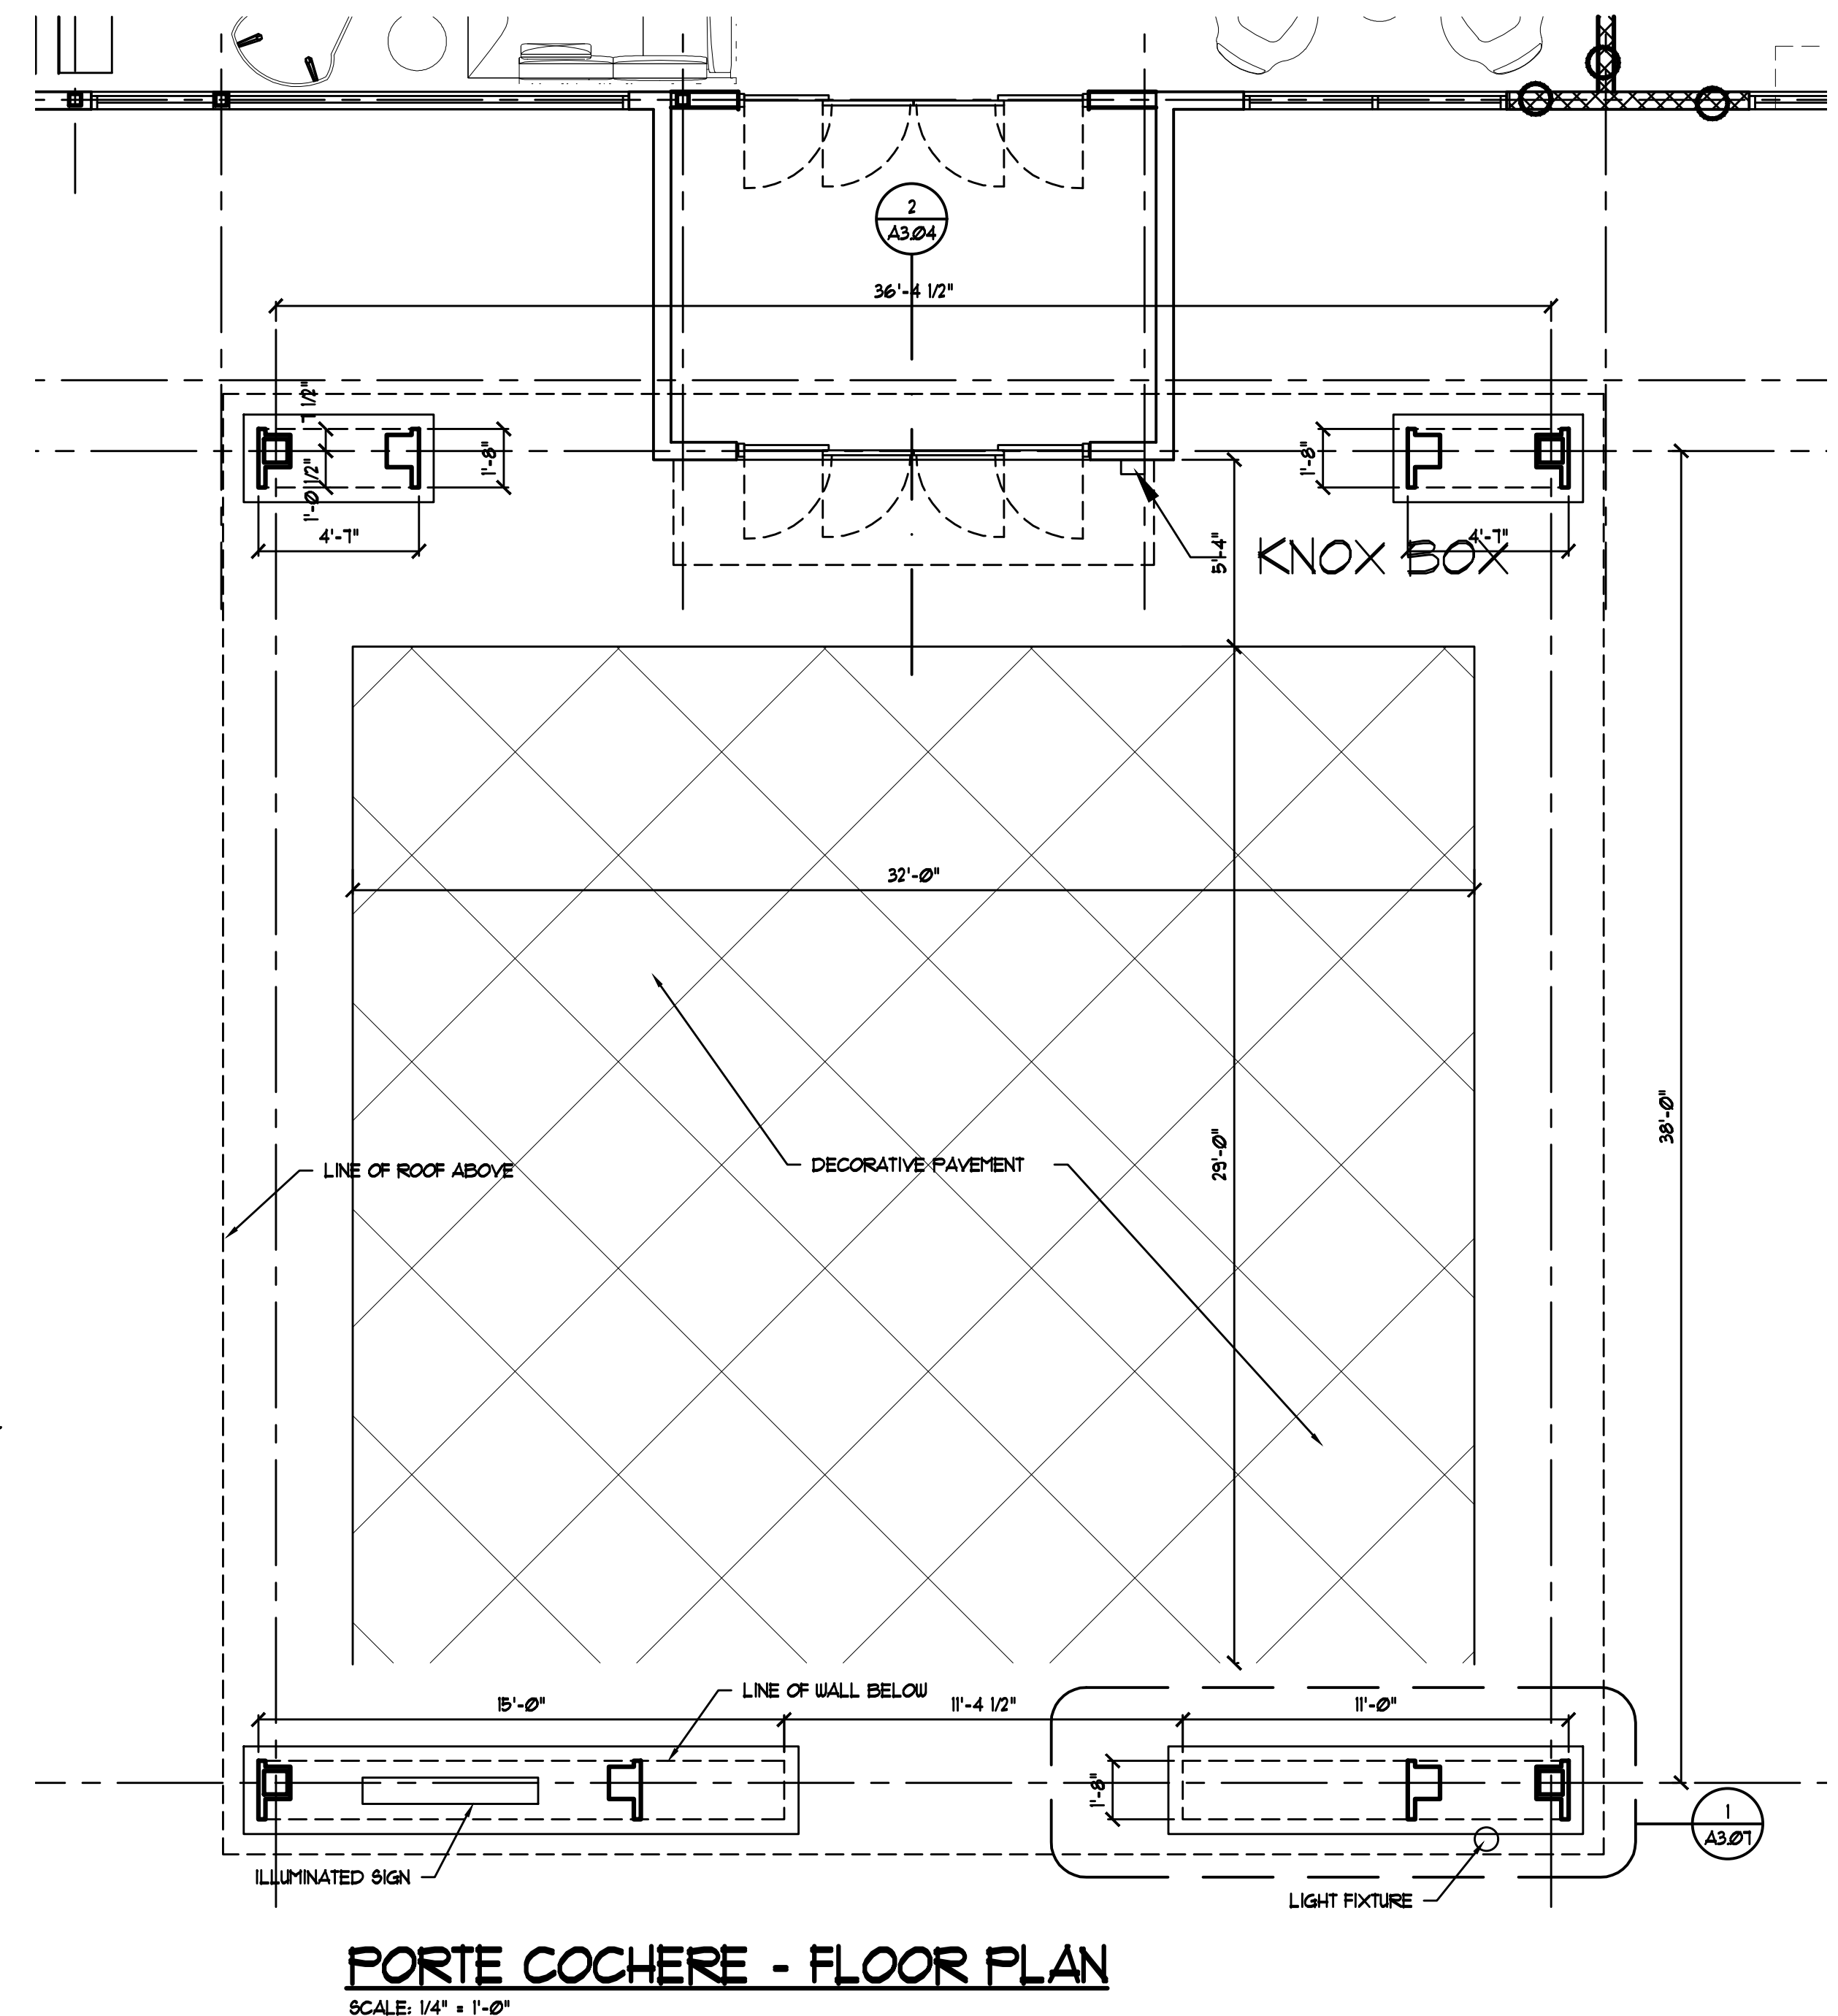 2
A3.04
36'-4 1/2"
7 1/2"
1'-0 1/2"
1'-8"
1'-8"
4'-7"
4'-7"
5'-4"
KNOX BOX
32'-0"
38'-0"
29'-0"
LINE OF ROOF ABOVE
DECORATIVE PAVEMENT
LINE OF WALL BELOW
15'-0"
11'-4 1/2"
11'-0"
1'-8"
1
A3.07
ILLUMINATED SIGN
LIGHT FIXTURE
PORTE COCHERE - FLOOR PLAN
SCALE: 1/4" = 1'-0"